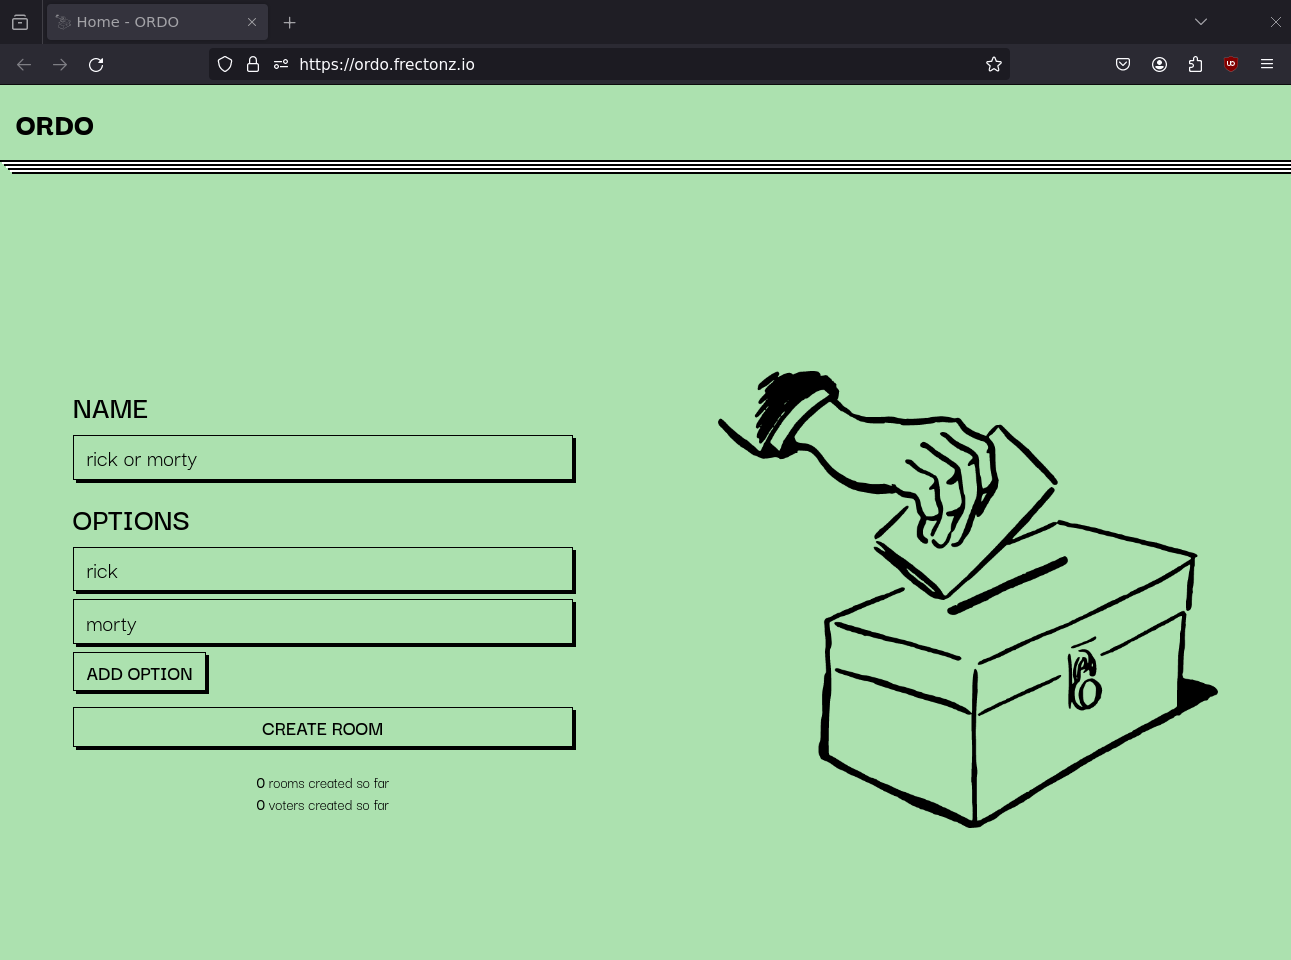 Home - ORDO
https://ordo.frectonz.io
ORDO
NAME
rick or morty
OPTIONS
rick
morty
ADD OPTION
CREATE ROOM
0 rooms created so far
0 voters created so far